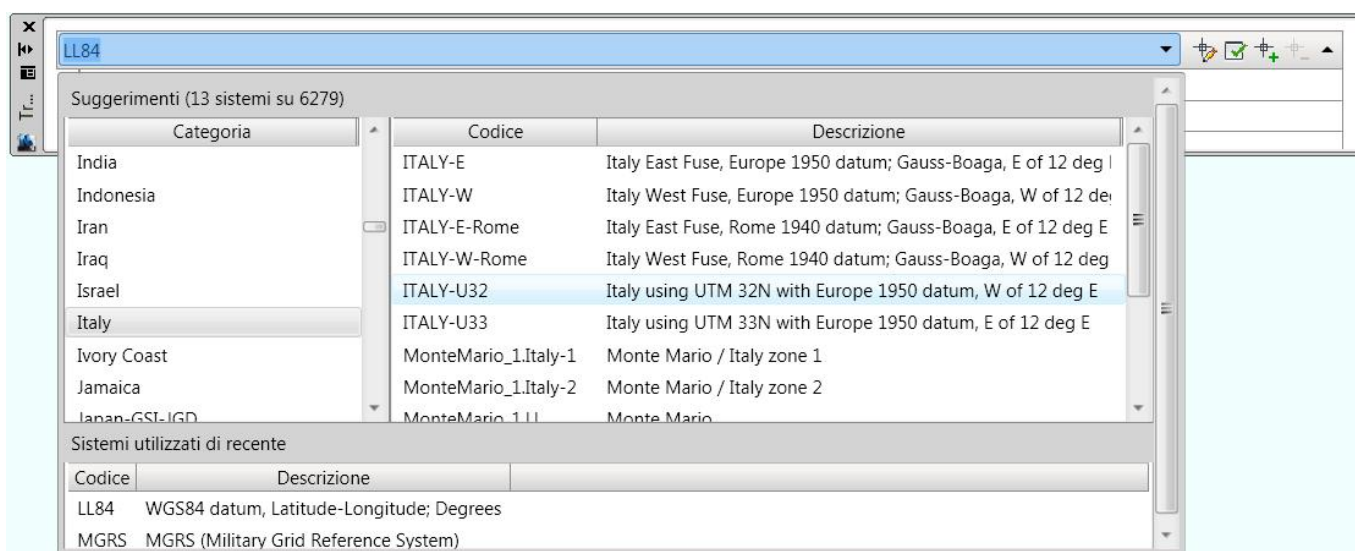 LL84
Tr...
Suggerimenti (13 sistemi su 6279)
Categoria Codice Descrizione
India ITALY-E Italy East Fuse, Europe 1950 datum; Gauss-Boaga, E of 12 deg
Indonesia ITALY-W Italy West Fuse, Europe 1950 datum; Gauss-Boaga, W of 12 de
Iran ITALY-E-Rome Italy East Fuse, Rome 1940 datum; Gauss-Boaga, E of 12 deg E
Iraq ITALY-W-Rome Italy West Fuse, Rome 1940 datum; Gauss-Boaga, W of 12 deg
Israel ITALY-U32 Italy using UTM 32N with Europe 1950 datum, W of 12 deg E
Italy ITALY-U33 Italy using UTM 33N with Europe 1950 datum, E of 12 deg E
Ivory Coast MonteMario_1.Italy-1 Monte Mario / Italy zone 1
Jamaica MonteMario_1.Italy-2 Monte Mario / Italy zone 2
Japan-GSI-JGD Monte Mario
Sistemi utilizzati di recente
Codice Descrizione
LL84 WGS84 datum, Latitude-Longitude; Degrees
MGRS MGRS (Military Grid Reference System)